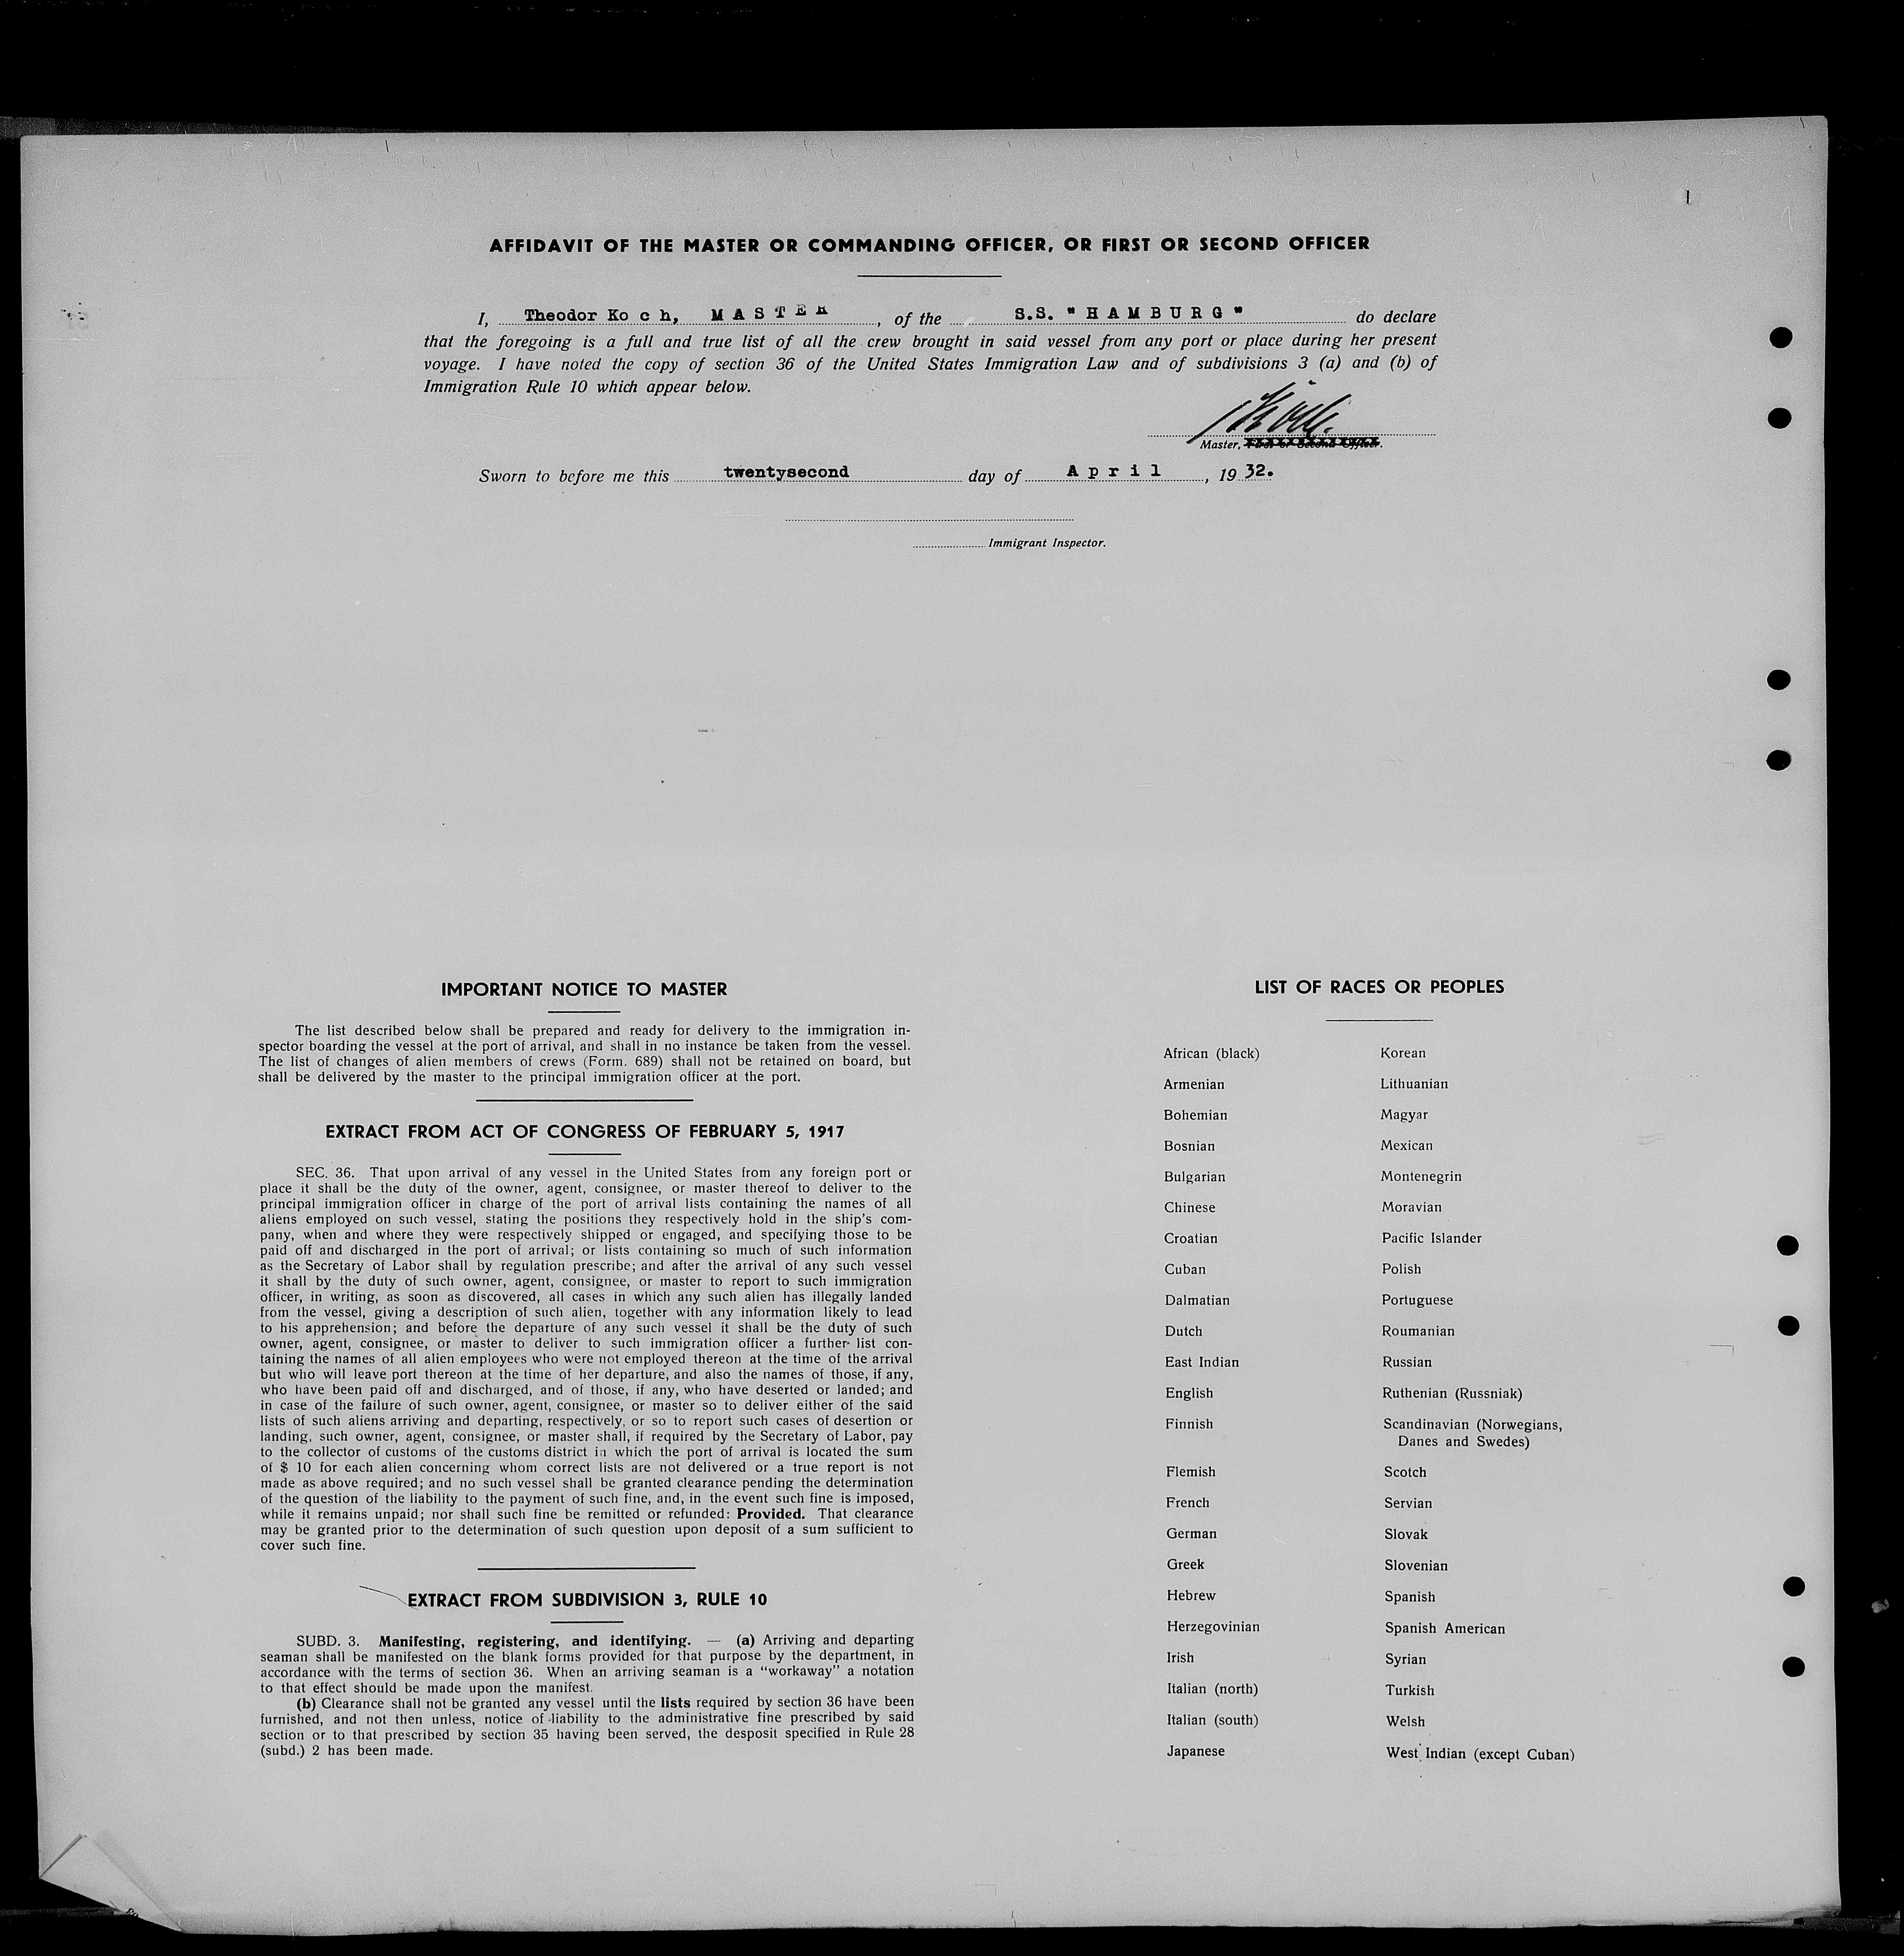 AFFIDAVIT OF THE MASTER OR COMMANDING OFFICER, OR FIRST OR SECOND OFFICER
I, Theodor Ko c h, M A S T E R, of the S.S. "H A M B U R G" do declare
that the foregoing is a full and true list of all the crew brought in said vessel from any port or place during her present
voyage. I have noted the copy of section 36 of the United States Immigration Law and of subdivisions 3 (a) and (b) of
Immigration Rule 10 which appear below.
Koch.
Master, First or Second Officer.
Sworn to before me this twentysecond day of A p r i l, 19 32.
Immigrant Inspector.
IMPORTANT NOTICE TO MASTER
The list described below shall be prepared and ready for delivery to the immigration in-
spector boarding the vessel at the port of arrival, and shall in no instance be taken from the vessel.
The list of changes of alien members of crews (Form. 689) shall not be retained on board, but
shall be delivered by the master to the principal immigration officer at the port.
EXTRACT FROM ACT OF CONGRESS OF FEBRUARY 5, 1917
SEC. 36. That upon arrival of any vessel in the United States from any foreign port or
place it shall be the duty of the owner, agent, consignee, or master thereof to deliver to the
principal immigration officer in charge of the port of arrival lists containing the names of all
aliens employed on such vessel, stating the positions they respectively hold in the ship's com-
pany, when and where they were respectively shipped or engaged, and specifying those to be
paid off and discharged in the port of arrival; or lists containing so much of such information
as the Secretary of Labor shall by regulation prescribe; and after the arrival of any such vessel
it shall by the duty of such owner, agent, consignee, or master to report to such immigration
officer, in writing, as soon as discovered, all cases in which any such alien has illegally landed
from the vessel, giving a description of such alien, together with any information likely to lead
to his apprehension; and before the departure of any such vessel it shall be the duty of such
owner, agent, consignee, or master to deliver to such immigration officer a further list con-
taining the names of all alien employees who were not employed thereon at the time of the arrival
but who will leave port thereon at the time of her departure, and also the names of those, if any,
who have been paid off and discharged, and of those, if any, who have deserted or landed; and
in case of the failure of such owner, agent, consignee, or master so to deliver either of the said
lists of such aliens arriving and departing, respectively, or so to report such cases of desertion or
landing, such owner, agent, consignee, or master shall, if required by the Secretary of Labor, pay
to the collector of customs of the customs district in which the port of arrival is located the sum
of $ 10 for each alien concerning whom correct lists are not delivered or a true report is not
made as above required; and no such vessel shall be granted clearance pending the determination
of the question of the liability to the payment of such fine, and, in the event such fine is imposed,
while it remains unpaid; nor shall such fine be remitted or refunded: Provided. That clearance
may be granted prior to the determination of such question upon deposit of a sum sufficient to
cover such fine.
EXTRACT FROM SUBDIVISION 3, RULE 10
SUBD. 3. Manifesting, registering, and identifying. — (a) Arriving and departing
seaman shall be manifested on the blank forms provided for that purpose by the department, in
accordance with the terms of section 36. When an arriving seaman is a "workaway" a notation
to that effect should be made upon the manifest.
(b) Clearance shall not be granted any vessel until the lists required by section 36 have been
furnished, and not then unless, notice of liability to the administrative fine prescribed by said
section or to that prescribed by section 35 having been served, the desposit specified in Rule 28
(subd.) 2 has been made.
LIST OF RACES OR PEOPLES
African (black) Korean
Armenian Lithuanian
Bohemian Magyar
Bosnian Mexican
Bulgarian Montenegrin
Chinese Moravian
Croatian Pacific Islander
Cuban Polish
Dalmatian Portuguese
Dutch Roumanian
East Indian Russian
English Ruthenian (Russniak)
Finnish Scandinavian (Norwegians,
Danes and Swedes)
Flemish Scotch
French Servian
German Slovak
Greek Slovenian
Hebrew Spanish
Herzegovinian Spanish American
Irish Syrian
Italian (north) Turkish
Italian (south) Welsh
Japanese West Indian (except Cuban)